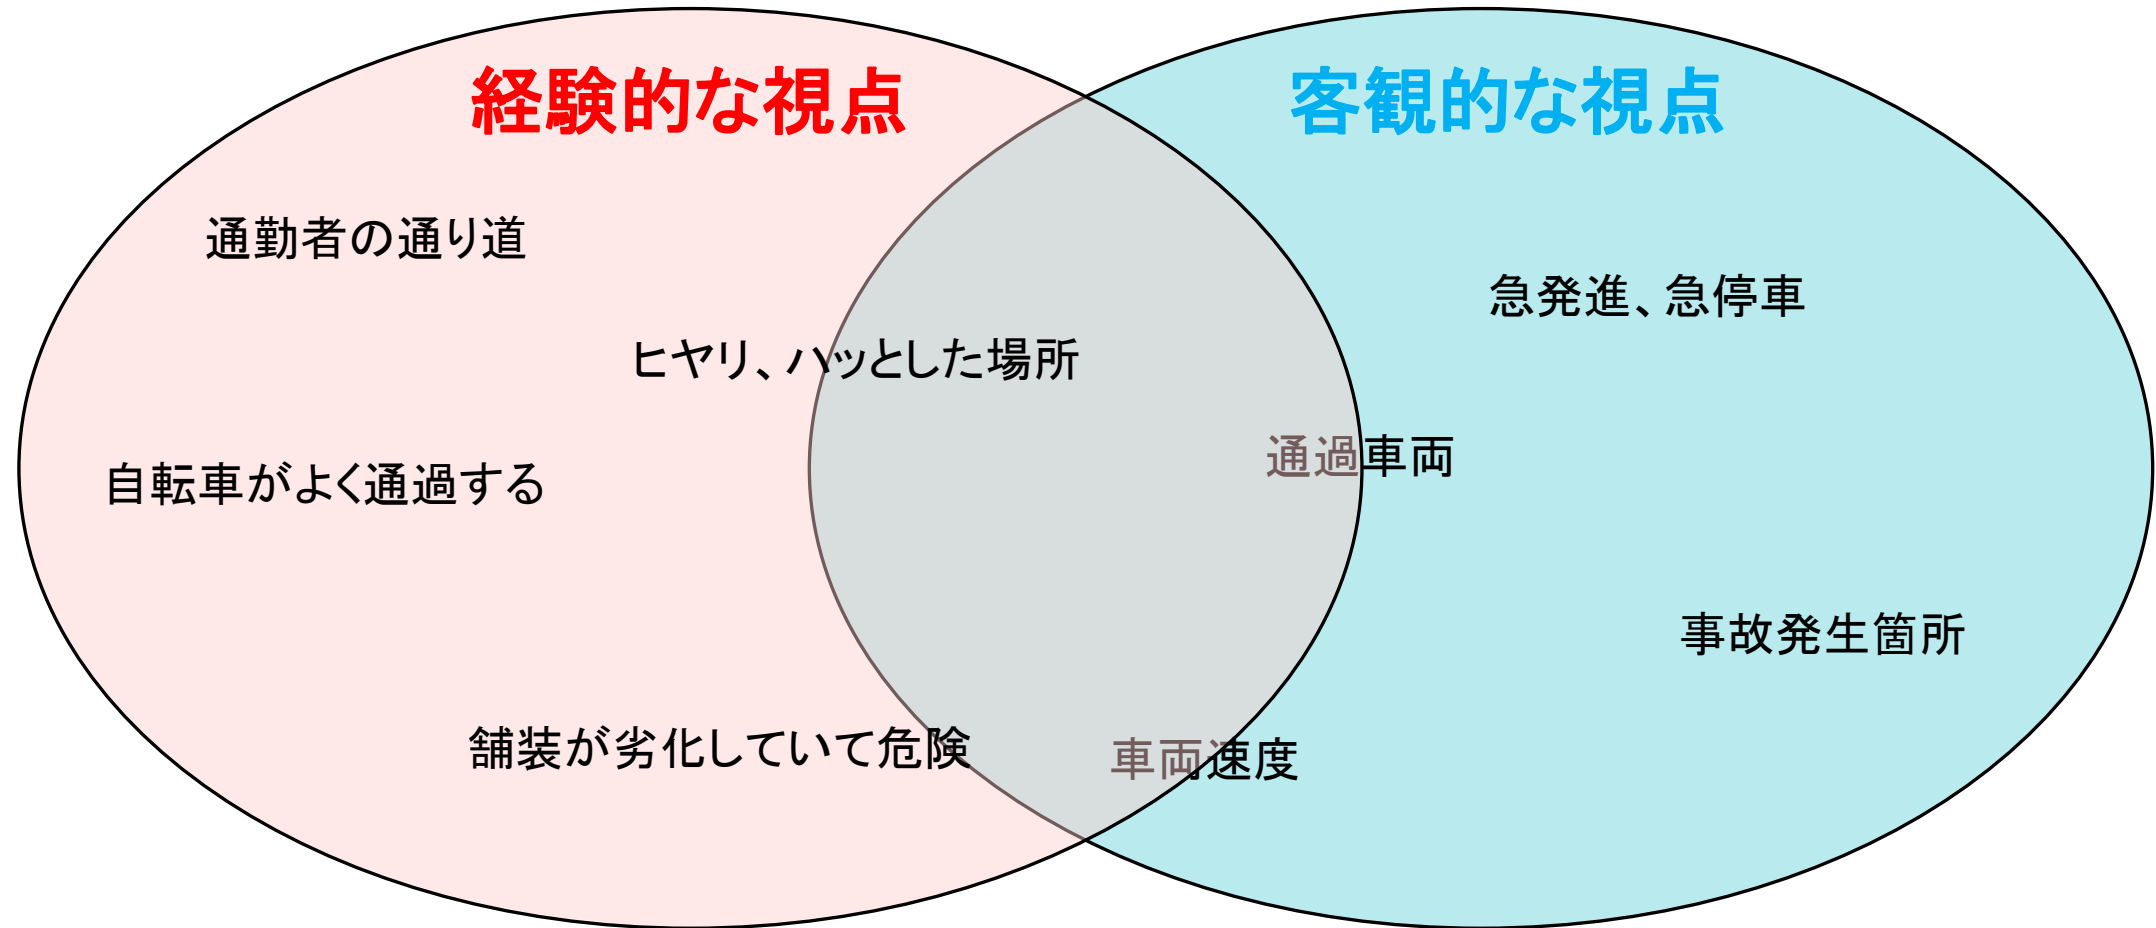 経験的な視点
客観的な視点
通勤者の通り道
急発進、急停車
ヒヤリ、ハッとした場所
通過車両
自転車がよく通過する
事故発生箇所
舗装が劣化していて危険
車両速度